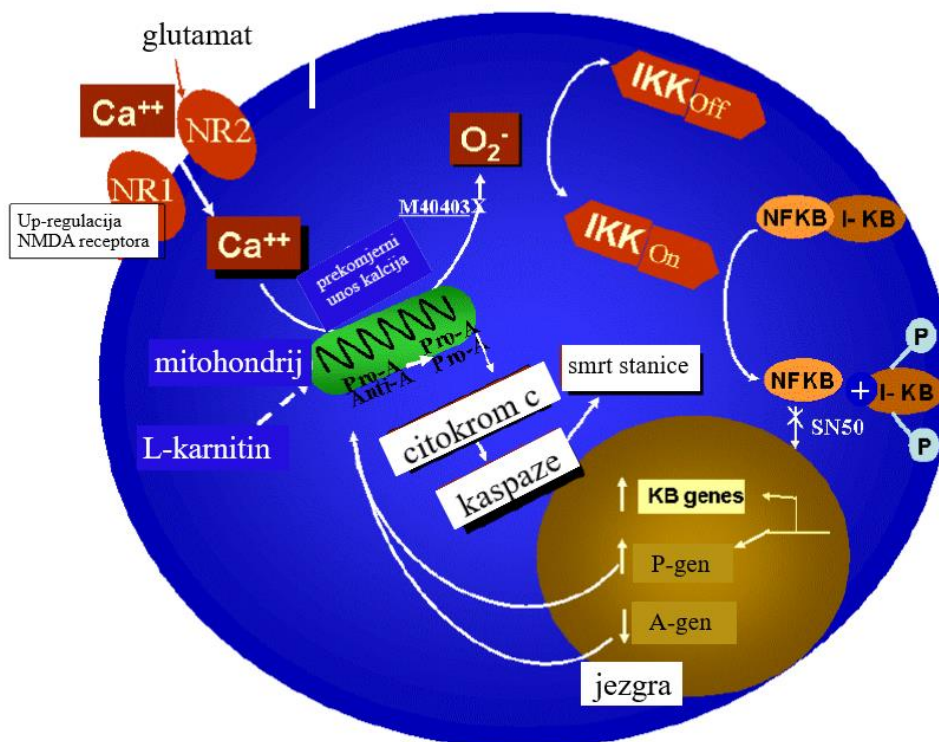 glutamat
Ca++
NR2
NR1
Up-regulacija
NMDA receptora
Ca++
prekomjerni
unos kalcija
O2-
M40403X
IKK Off
IKK On
NFKB I-KB
mitohondrij
Pro-A Pro-A
Anti-A Pro-A
L-karnitin
citokrom c
kaspaze
smrt stanice
P
NFKB + I-KB
P
SN50
KB genes
P-gen
A-gen
jezgra